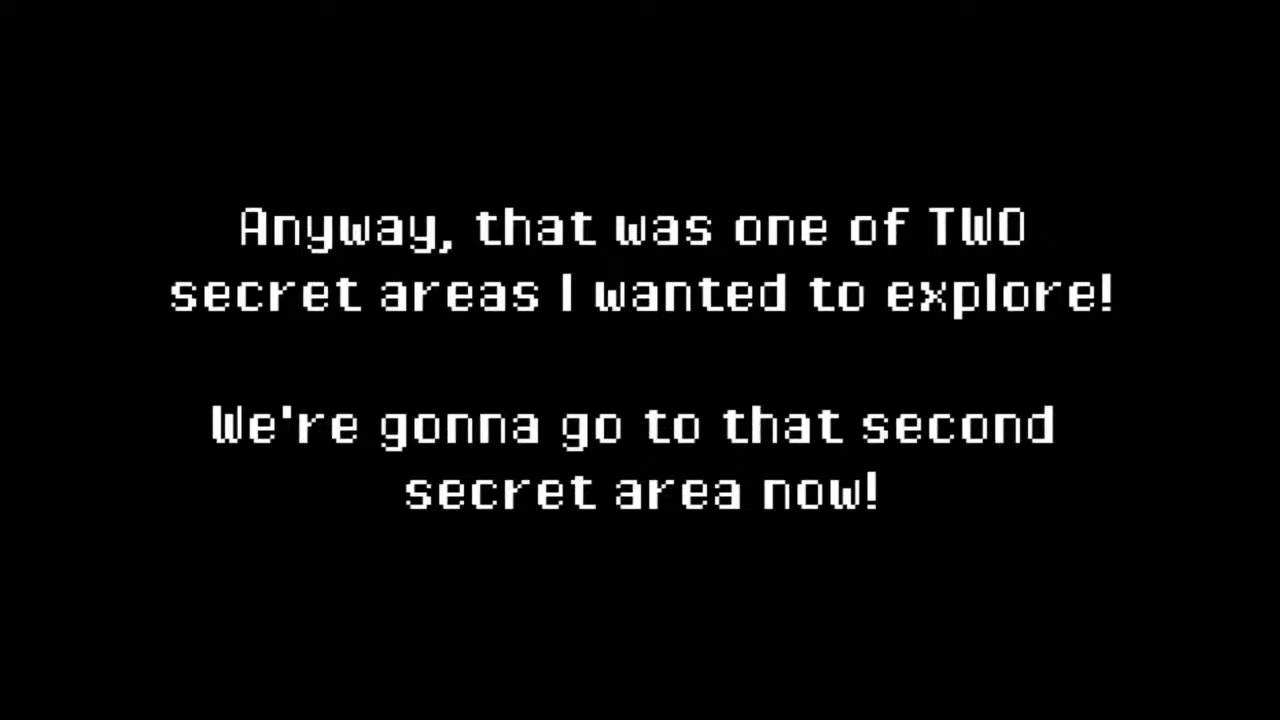 Anyway, that was one of TWO
secret areas I wanted to explore!
We're gonna go to that second
secret area now!